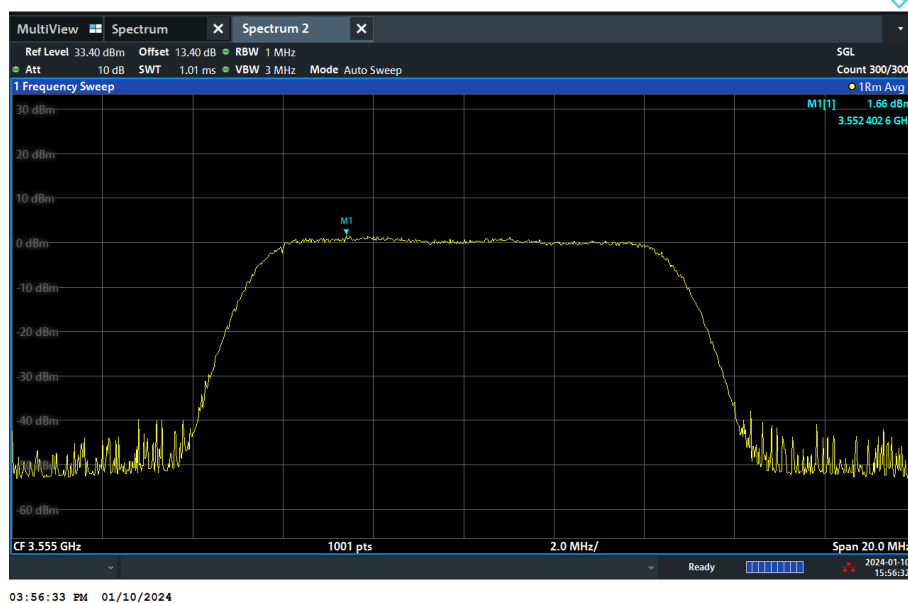 MultiView Spectrum X Spectrum 2 X
Ref Level 33.40 dBm Offset 13.40 dB RBW 1 MHz SGL
Att 10 dB SWT 1.01 ms VBW 3 MHz Mode Auto Sweep Count 300/300
1 Frequency Sweep 1Rm Avg
M1[1] 1.66 dBm
3.552 402 6 GH
30 dBm
20 dBm
10 dBm
M1
0 dBm
-10 dBm
-20 dBm
-30 dBm
-40 dBm
-60 dBm
CF 3.555 GHz 1001 pts 2.0 MHz/ Span 20.0 MHz
Ready 2024-01-10
15:56:32
03:56:33 PM 01/10/2024